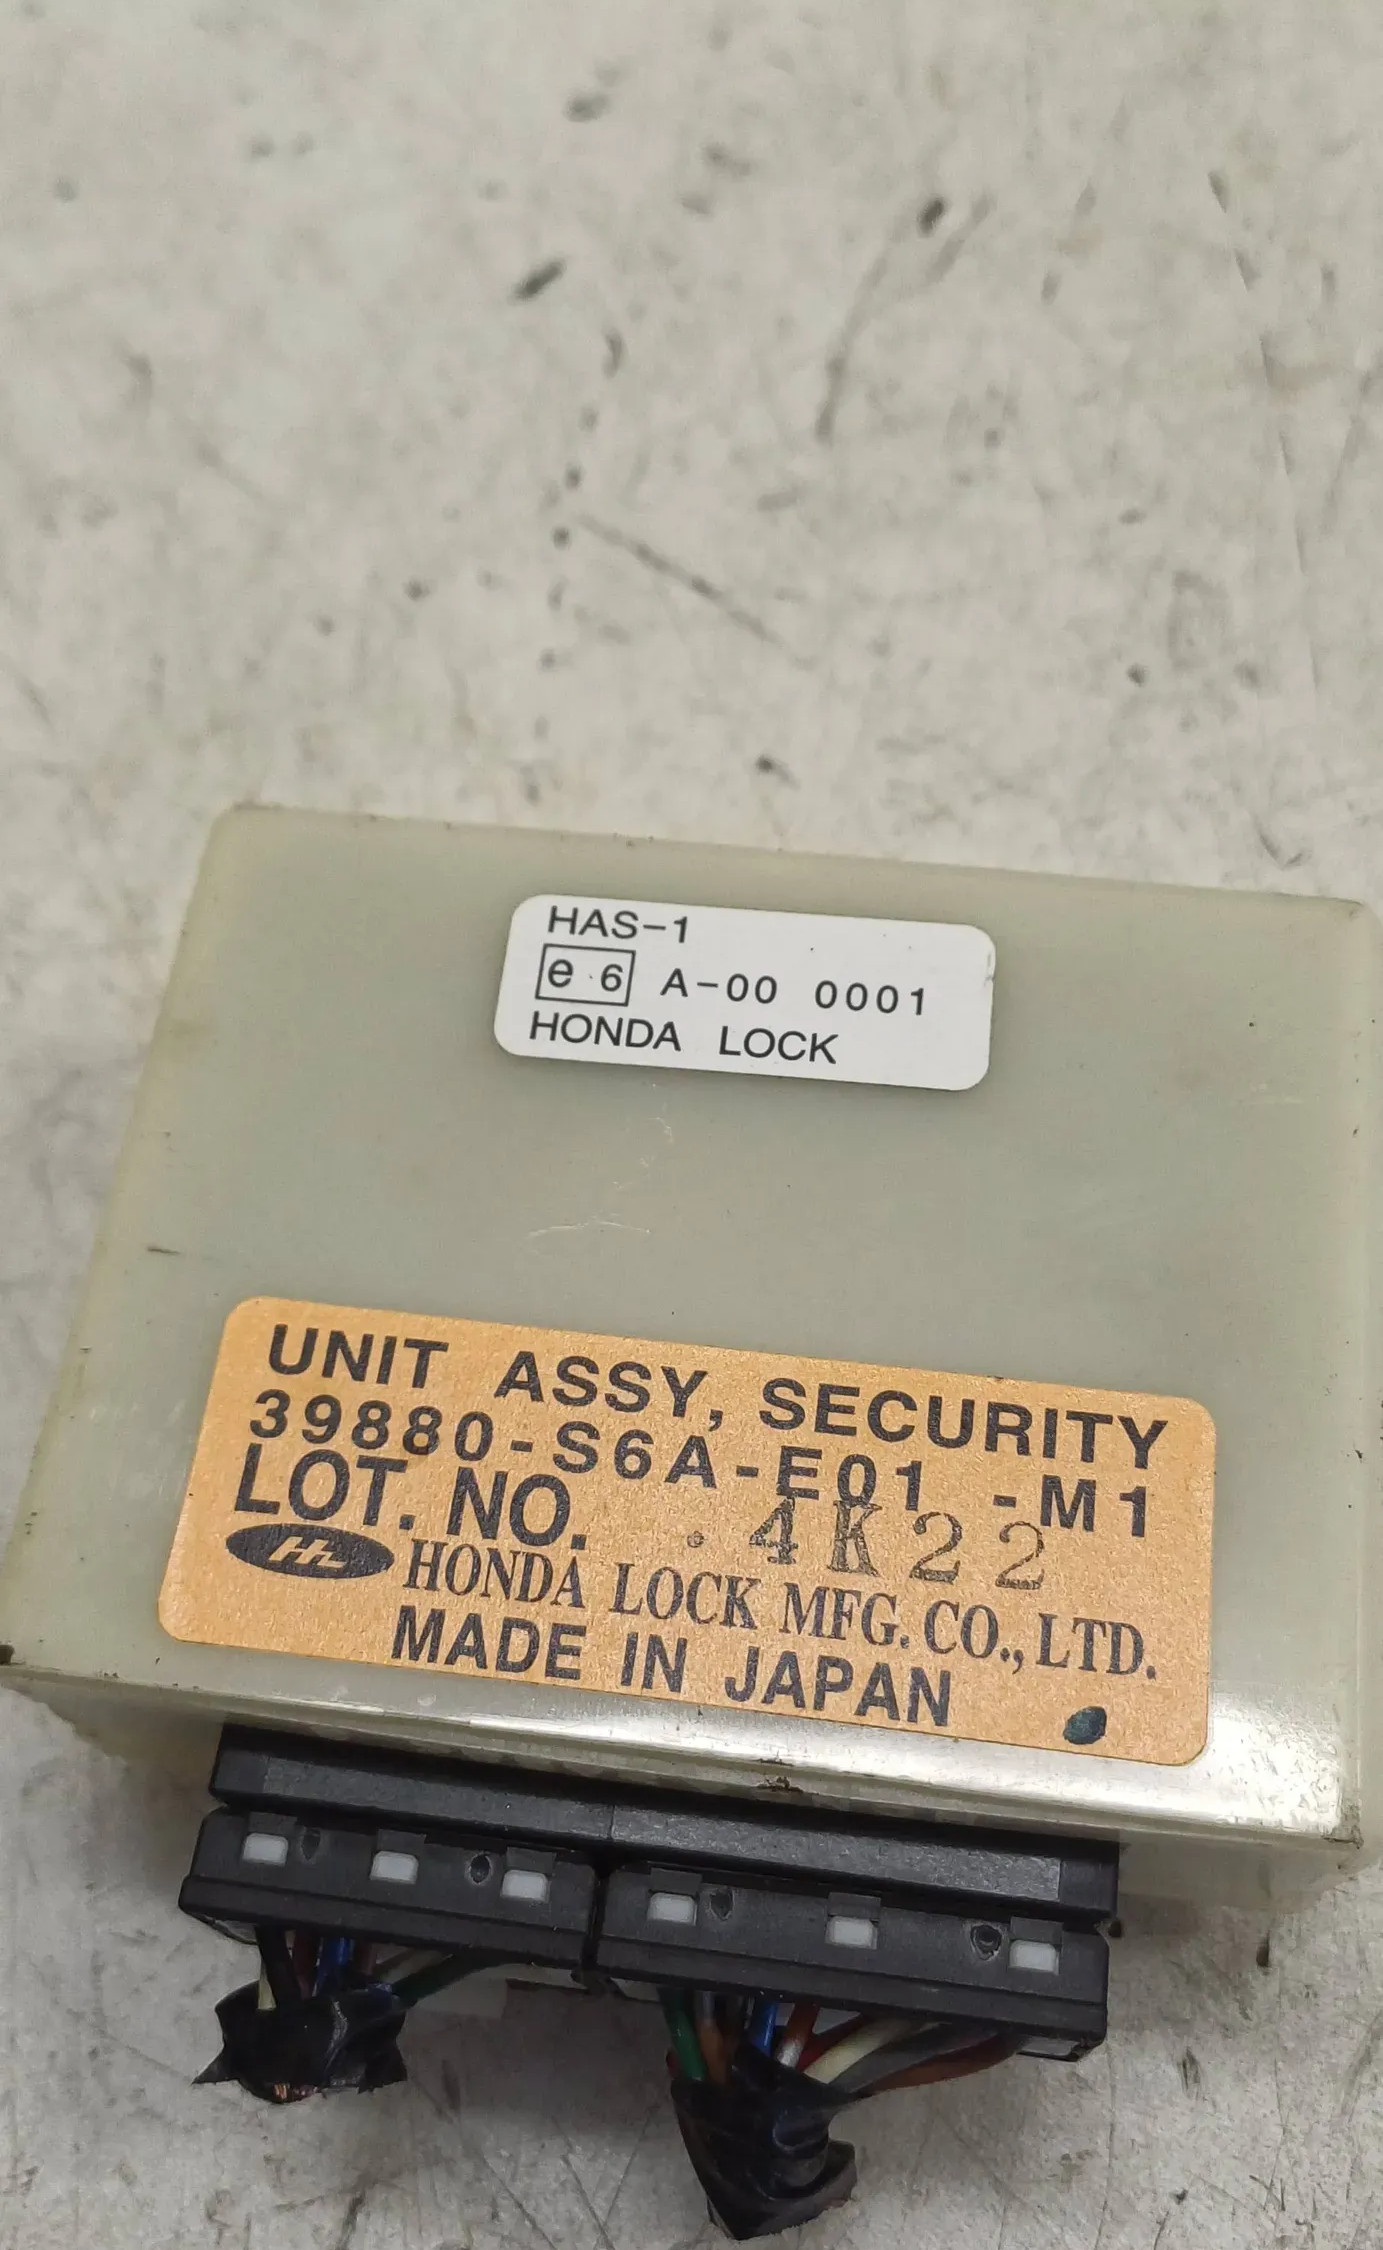 HAS-1
e 6 A-00 0001
HONDA LOCK
UNIT ASSY, SECURITY
39880-S6A-E01 -M1
LOT. NO. . 4K22
HONDA LOCK MFG. CO., LTD.
MADE IN JAPAN